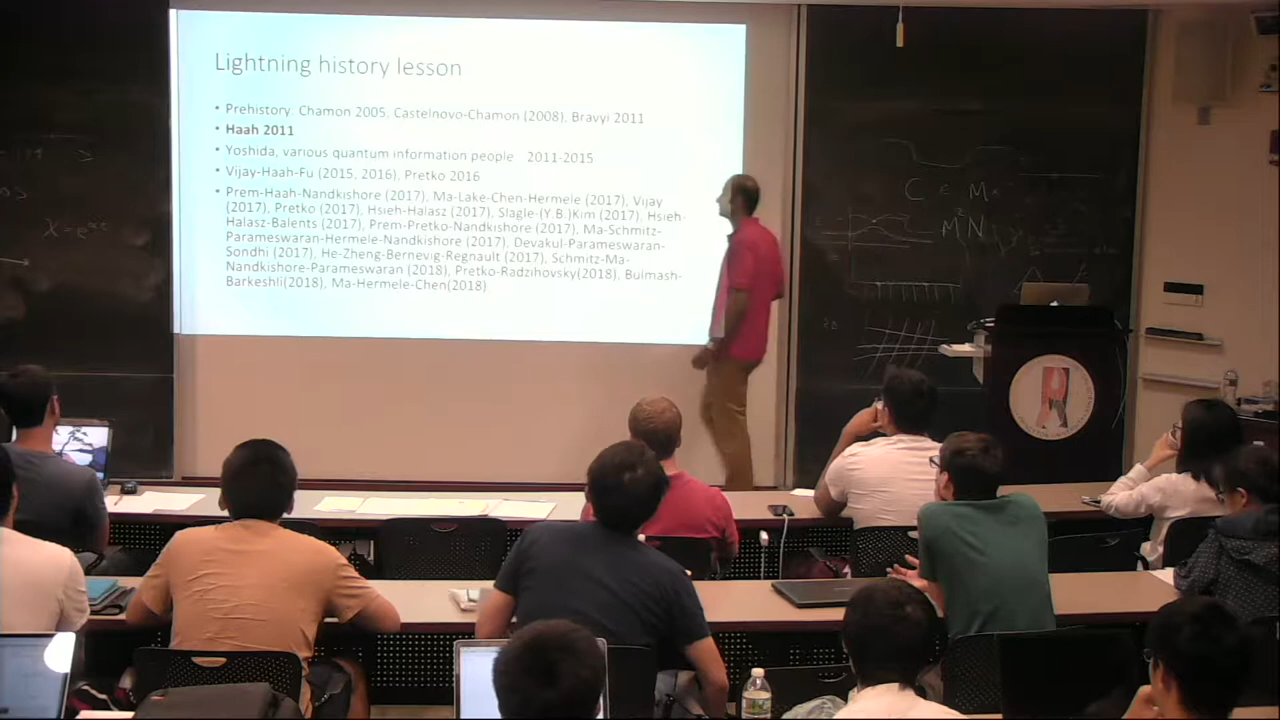 Lightning history lesson
• Prehistory: Chamon 2005, Castelnovo-Chamon (2008), Bravyi 2011
• Haah 2011
• Yoshida, various quantum information people 2011-2015
• Vijay-Haah-Fu (2015, 2016), Pretko 2016
• Prem-Haah-Nandkishore (2017), Ma-Lake-Chen-Hermele (2017), Vijay
(2017), Pretko (2017), Hsieh-Halasz (2017), Slagle-(Y.B.)Kim (2017), Hsieh-
Halasz-Balents (2017), Prem-Pretko-Nandkishore (2017), Ma-Schmitz-
Parameswaran-Hermele-Nandkishore (2017), Devakul-Parameswaran-
Sondhi (2017), He-Zheng-Bernevig-Regnault (2017), Schmitz-Ma-
Nandkishore-Parameswaran (2018), Pretko-Radzihovsky(2018), Bulmash-
Barkeshli(2018), Ma-Hermele-Chen(2018)
M²N